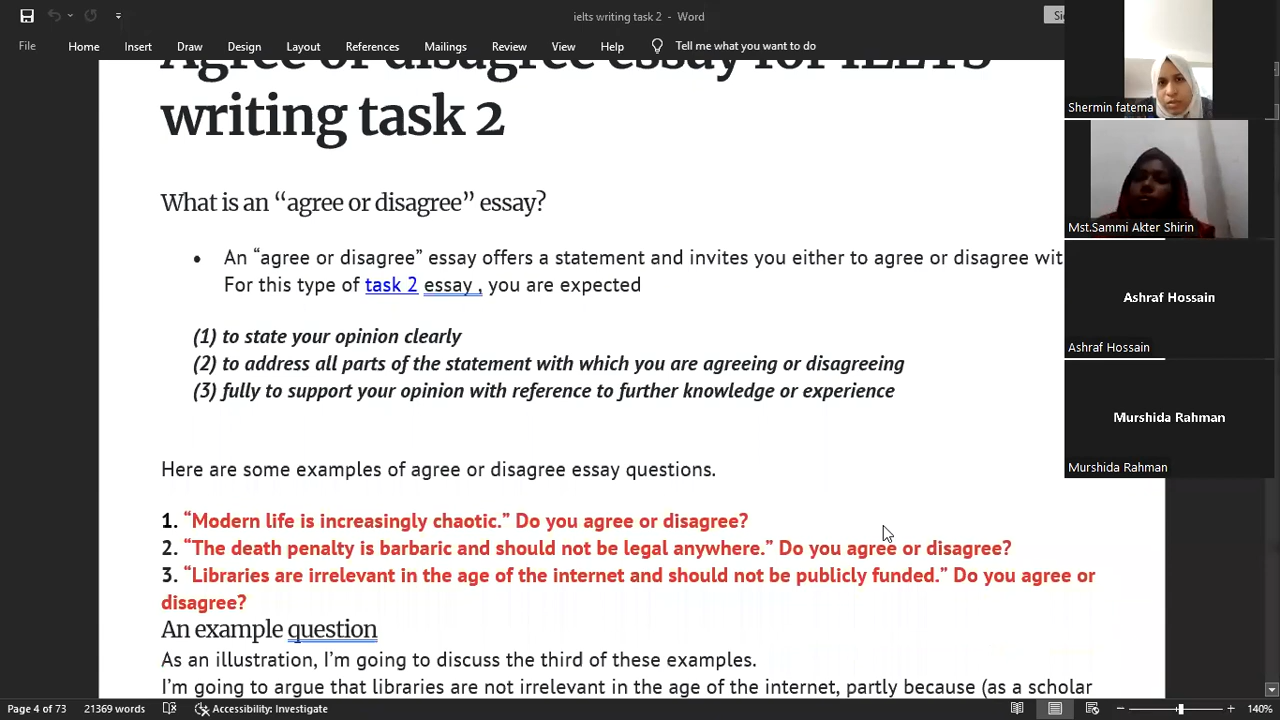 ielts writing task 2 - Word
File Home Insert Draw Design Layout References Mailings Review View Help Tell me what you want to do
Agree or disagree essay for IELTS
writing task 2
What is an “agree or disagree” essay?
• An “agree or disagree” essay offers a statement and invites you either to agree or disagree
For this type of task 2 essay , you are expected
(1) to state your opinion clearly
(2) to address all parts of the statement with which you are agreeing or disagreeing
(3) fully to support your opinion with reference to further knowledge or experience
Here are some examples of agree or disagree essay questions.
1. “Modern life is increasingly chaotic.” Do you agree or disagree?
2. “The death penalty is barbaric and should not be legal anywhere.” Do you agree or disagree?
3. “Libraries are irrelevant in the age of the internet and should not be publicly funded.” Do you agree or
disagree?
An example question
As an illustration, I’m going to discuss the third of these examples.
I’m going to argue that libraries are not irrelevant in the age of the internet, partly because (as a scholar
Shermin fatema
Mst.Sammi Akter Shirin
Ashraf Hossain
Ashraf Hossain
Murshida Rahman
Murshida Rahman
Page 4 of 73 21369 words Accessibility: Investigate 140%